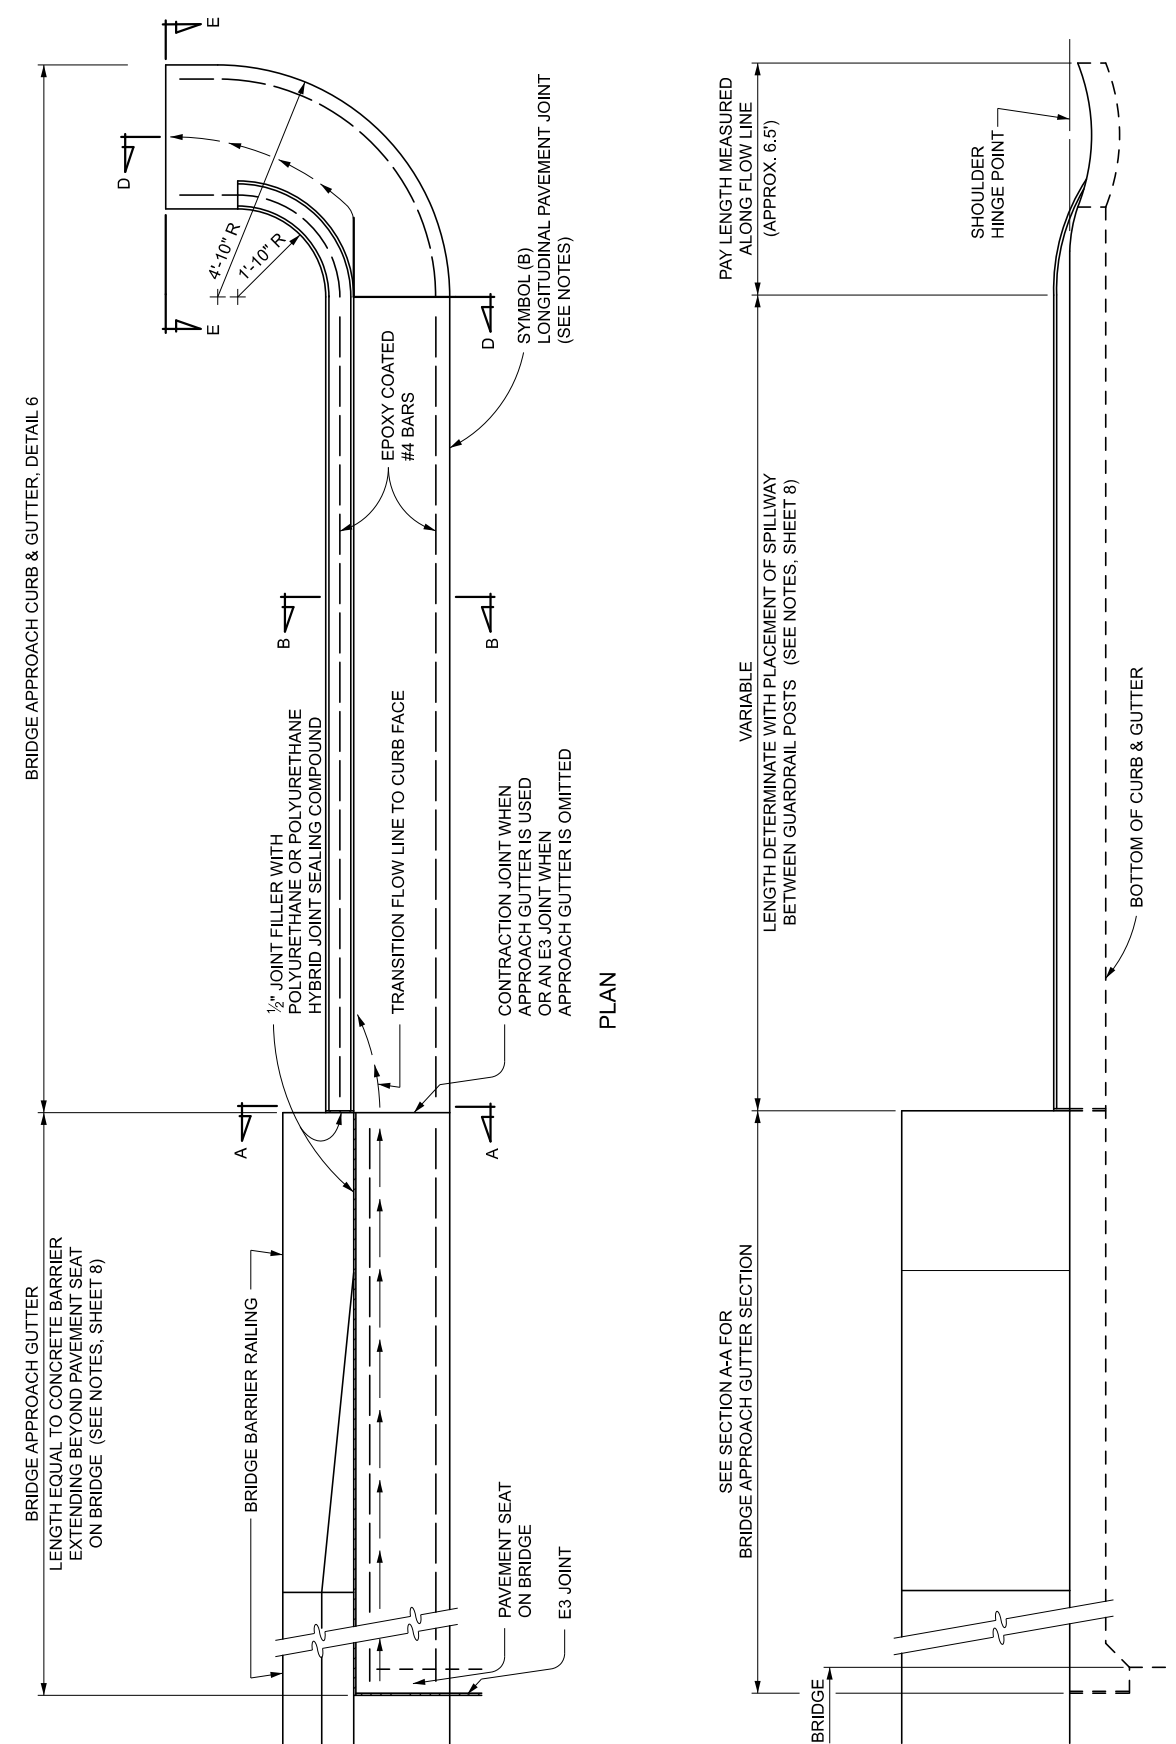 BRIDGE APPROACH GUTTER
LENGTH EQUAL TO CONCRETE BARRIER
EXTENDING BEYOND PAVEMENT SEAT
ON BRIDGE (SEE NOTES, SHEET 8)
BRIDGE APPROACH CURB & GUTTER, DETAIL 6
E
E
D
D
4'-10" R
1'-10" R
BRIDGE BARRIER RAILING
A
A
B
B
½" JOINT FILLER WITH
POLYURETHANE OR POLYURETHANE
HYBRID JOINT SEALING COMPOUND
TRANSITION FLOW LINE TO CURB FACE
EPOXY COATED
#4 BARS
SYMBOL (B)
LONGITUDINAL PAVEMENT JOINT
(SEE NOTES)
PAVEMENT SEAT
ON BRIDGE
E3 JOINT
CONTRACTION JOINT WHEN
APPROACH GUTTER IS USED
OR AN E3 JOINT WHEN
APPROACH GUTTER IS OMITTED
PLAN
SEE SECTION A-A FOR
BRIDGE APPROACH GUTTER SECTION
VARIABLE
LENGTH DETERMINATE WITH PLACEMENT OF SPILLWAY
BETWEEN GUARDRAIL POSTS (SEE NOTES, SHEET 8)
PAY LENGTH MEASURED
ALONG FLOW LINE
(APPROX. 6.5')
SHOULDER
HINGE POINT
BRIDGE
BOTTOM OF CURB & GUTTER